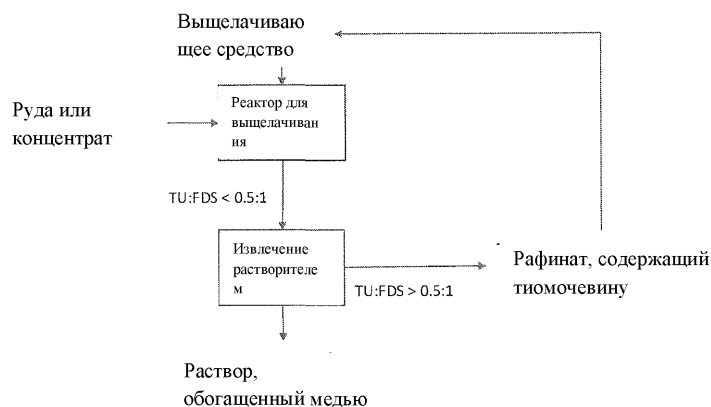 Выщелачиваю
щее средство
Руда или
концентрат
Реактор для
выщелачиван
ия
TU:FDS < 0.5:1
Извлечение
растворителе
м
TU:FDS > 0.5:1
Рафинат, содержащий
тиомочевину
Раствор,
обогащенный медью